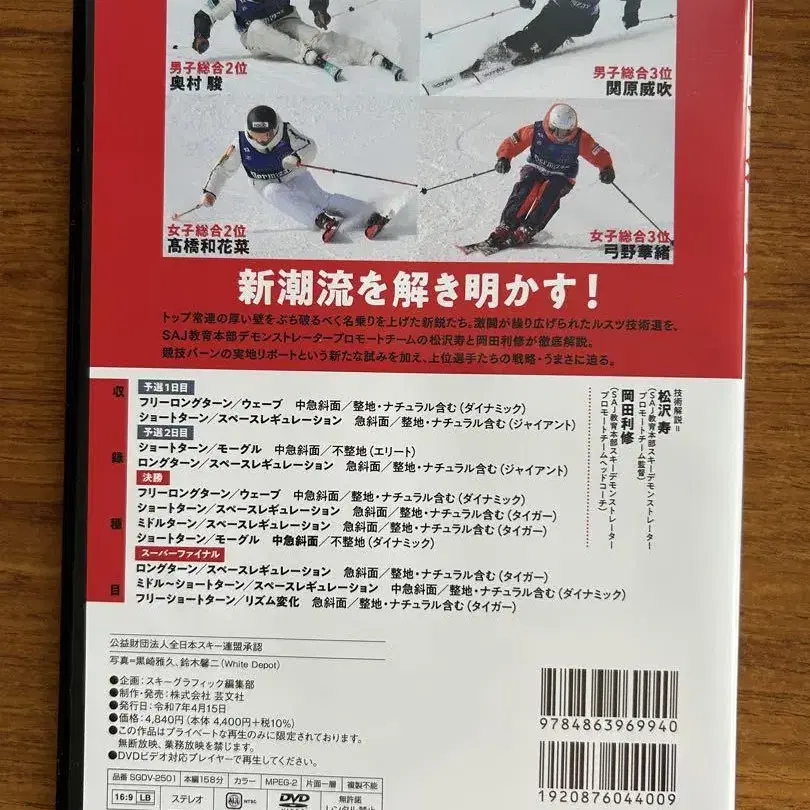 男子総合2位
奥村 駿
男子総合3位
関原威吹
女子総合2位
髙橋和花菜
女子総合3位
弓野華緒
新潮流を解き明かす！
トップ常連の厚い壁をぶち破るべく名乗りを上げた新鋭たち。激闘が繰り広げられたルスツ技術選を、
SAJ教育本部デモンストレータープロモートチームの松沢寿と岡田利修が徹底解説。
競技バーンの実地リポートという新たな試みを加え、上位選手たちの戦略・うまさに迫る。
収録種目
予選1日目
フリーロングターン／ウェーブ 中急斜面／整地・ナチュラル含む（ダイナミック）
ショートターン／スペースレギュレーション 急斜面／整地・ナチュラル含む（ジャイアント）
予選2日目
ショートターン／モーグル 中急斜面／不整地（エリート）
ロングターン／スペースレギュレーション 急斜面／整地・ナチュラル含む（ジャイアント）
決勝
フリーロングターン／ウェーブ 中急斜面／整地・ナチュラル含む（ダイナミック）
ショートターン／スペースレギュレーション 急斜面／整地・ナチュラル含む（タイガー）
ミドルターン／スペースレギュレーション 急斜面／整地・ナチュラル含む（タイガー）
ショートターン／モーグル 中急斜面／不整地（ダイナミック）
スーパーファイナル
ロングターン／スペースレギュレーション 急斜面／整地・ナチュラル含む（タイガー）
ミドル～ショートターン／スペースレギュレーション 中急斜面／整地・ナチュラル含む（ダイナミック）
フリーショートターン／リズム変化 急斜面／整地・ナチュラル含む（タイガー）
技術解説＝
松沢 寿
（SAJ教育本部スキーデモンストレーター
プロモートチーム監督）
岡田利修
（SAJ教育本部スキーデモンストレーター
プロモートチームヘッドコーチ）
公益財団法人全日本スキー連盟承認
写真＝黒崎雅久、鈴木馨二（White Depot）
●企画：スキーグラフィック編集部
●制作・発売：株式会社 芸文社
●発行日：令和7年4月15日
●価格：4,840円（本体 4,400円＋税10%）
●この作品はプライベートな再生のみに限定されております。
無断放映、業務放映を禁じます。
●DVDビデオ対応プレイヤーで再生してください。
品番 SGDV-2501 本編158分 カラー MPEG-2 片面一層 複製不能
16:9 LB ステレオ ALL NTSC DVD 無許諾
レンタル禁止
9784863969940
1920876044009